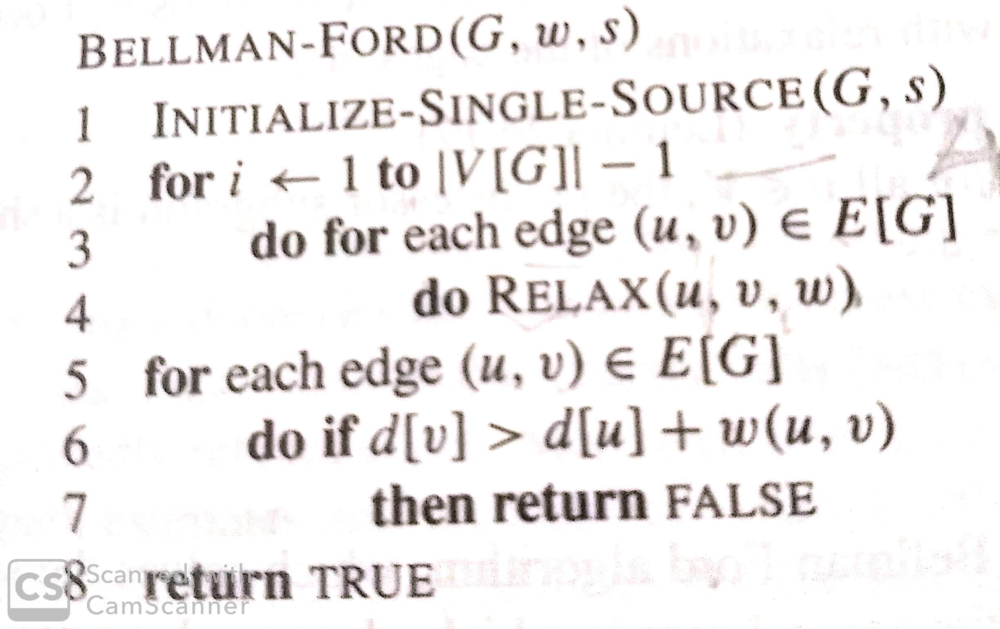 BELLMAN-FORD(G, w, s)
1 INITIALIZE-SINGLE-SOURCE(G, s)
2 for i ← 1 to |V[G]| − 1
3 do for each edge (u, v) ∈ E[G]
4 do RELAX(u, v, w)
5 for each edge (u, v) ∈ E[G]
6 do if d[v] > d[u] + w(u, v)
7 then return FALSE
8 return TRUE
CS Scanned with
CamScanner